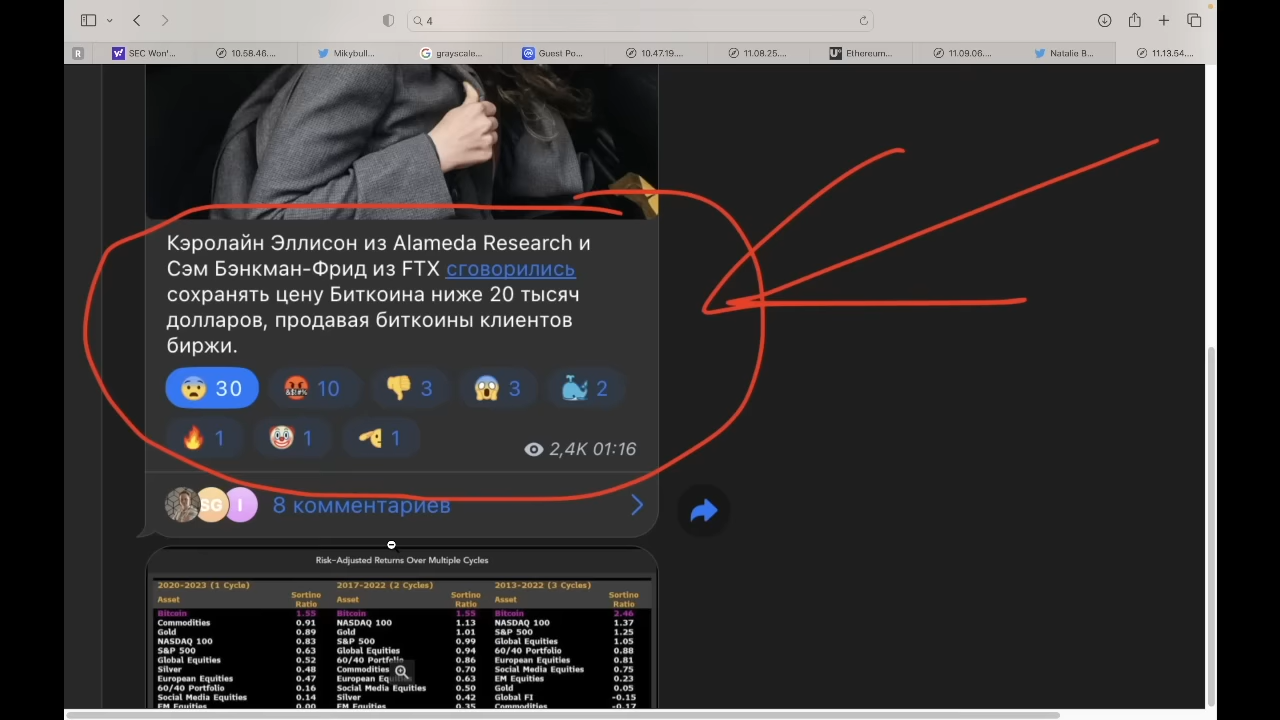 4
R
SEC Won'...
10.58.46....
Mikybull...
grayscale...
Guest Po...
10.47.19....
11.08.25....
Ethereum...
11.09.06....
Natalie B...
11.13.54....
Кэролайн Эллисон из Alameda Research и
Сэм Бэнкман-Фрид из FTX сговорились
сохранять цену Биткоина ниже 20 тысяч
долларов, продавая биткоины клиентов
биржи.
30 10 3 3 2
1 1 1 2,4K 01:16
SG I 8 комментариев
Risk-Adjusted Returns Over Multiple Cycles
2020-2023 (1 Cycle) 2017-2022 (2 Cycles) 2013-2022 (3 Cycles)
Asset Sortino Ratio Asset Sortino Ratio Asset Sortino Ratio
Bitcoin 1.55 Bitcoin 1.55 Bitcoin 2.46
Commodities 0.91 NASDAQ 100 1.13 NASDAQ 100 1.37
Gold 0.89 Gold 1.01 S&P 500 1.25
NASDAQ 100 0.83 S&P 500 0.99 Global Equities 1.05
S&P 500 0.63 Global Equities 0.94 60/40 Portfolio 0.88
Global Equities 0.52 60/40 Portfolio 0.86 European Equities 0.81
Silver 0.48 Commodities 0.70 Social Media Equities 0.75
European Equities 0.47 European 0.63 EM Equities 0.23
60/40 Portfolio 0.16 Social Media Equities 0.50 Gold 0.05
Social Media Equities 0.14 Silver 0.42 Global FI -0.15
EM Equities 0.00 EM Equities 0.35 Commodities -0.17